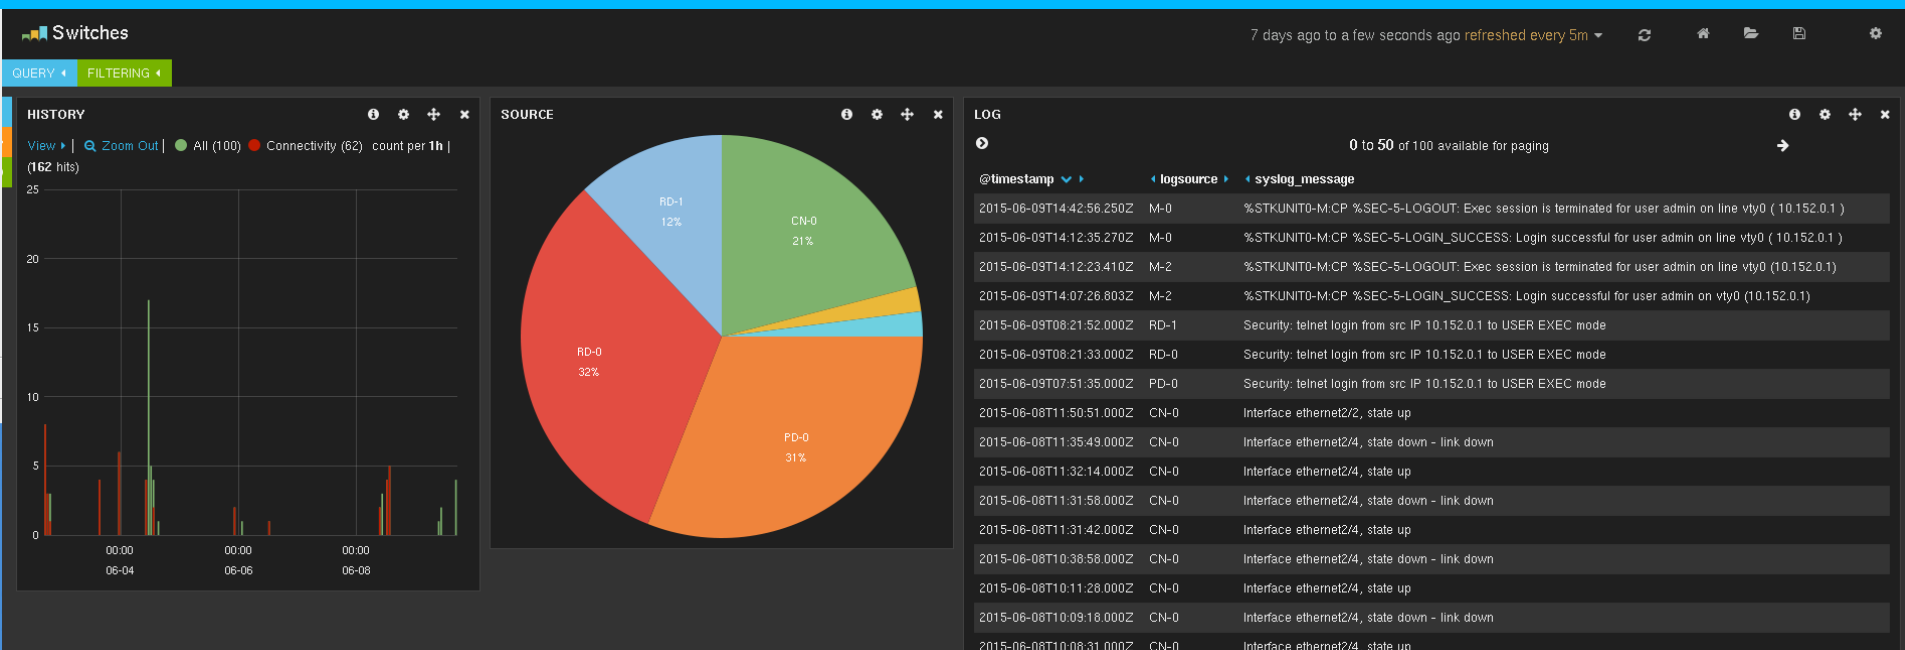 Switches
7 days ago to a few seconds ago refreshed every 5m
QUERY
FILTERING
HISTORY
View | Zoom Out | All (100) Connectivity (62) count per 1h |
(162 hits)
25
20
15
10
5
0
00:00 00:00 00:00
06-04 06-06 06-08
SOURCE
RD-1
12%
CN-0
21%
RD-0
32%
PD-0
31%
LOG
0 to 50 of 100 available for paging
@timestamp logsource syslog_message
2015-06-09T14:42:56.250Z M-0 %STKUNIT0-M:CP %SEC-5-LOGOUT: Exec session is terminated for user admin on line vty0 ( 10.152.0.1 )
2015-06-09T14:12:35.270Z M-0 %STKUNIT0-M:CP %SEC-5-LOGIN_SUCCESS: Login successful for user admin on line vty0 ( 10.152.0.1 )
2015-06-09T14:12:23.410Z M-2 %STKUNIT0-M:CP %SEC-5-LOGOUT: Exec session is terminated for user admin on line vty0 (10.152.0.1)
2015-06-09T14:07:26.803Z M-2 %STKUNIT0-M:CP %SEC-5-LOGIN_SUCCESS: Login successful for user admin on vty0 (10.152.0.1)
2015-06-09T08:21:52.000Z RD-1 Security: telnet login from src IP 10.152.0.1 to USER EXEC mode
2015-06-09T08:21:33.000Z RD-0 Security: telnet login from src IP 10.152.0.1 to USER EXEC mode
2015-06-09T07:51:35.000Z PD-0 Security: telnet login from src IP 10.152.0.1 to USER EXEC mode
2015-06-08T11:50:51.000Z CN-0 Interface ethernet2/2, state up
2015-06-08T11:35:49.000Z CN-0 Interface ethernet2/4, state down - link down
2015-06-08T11:32:14.000Z CN-0 Interface ethernet2/4, state up
2015-06-08T11:31:58.000Z CN-0 Interface ethernet2/4, state down - link down
2015-06-08T11:31:42.000Z CN-0 Interface ethernet2/4, state up
2015-06-08T10:38:58.000Z CN-0 Interface ethernet2/4, state down - link down
2015-06-08T10:11:28.000Z CN-0 Interface ethernet2/4, state up
2015-06-08T10:09:18.000Z CN-0 Interface ethernet2/4, state down - link down
2015-06-08T10:08:31.000Z CN-0 Interface ethernet2/4, state up